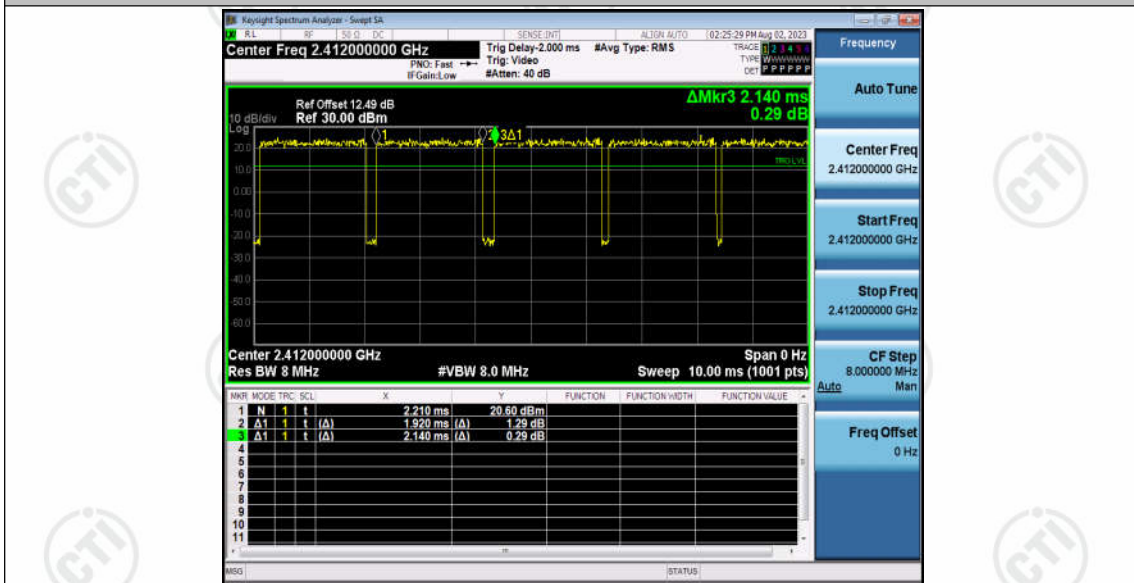 Keysight Spectrum Analyzer - Swept SA
RL RF 50 Ω DC SENSE:INT ALIGN AUTO 02:25:29 PM Aug 02, 2023
Center Freq 2.412000000 GHz
Trig Delay-2.000 ms #Avg Type: RMS
TRACE 1 2 3 4 5 6
PNO: Fast Trig: Video
TYPE WWWWWW
IFGain:Low #Atten: 40 dB
DET P P P P P P
Frequency
Auto Tune
ΔMkr3 2.140 ms
0.29 dB
Ref Offset 12.49 dB
10 dB/div Ref 30.00 dBm
Log
1
3Δ1
20.0
TRIG LVL
10.0
0.00
-10.0
-20.0
-30.0
-40.0
-50.0
-60.0
Center Freq
2.412000000 GHz
Start Freq
2.412000000 GHz
Stop Freq
2.412000000 GHz
Center 2.412000000 GHz Span 0 Hz
Res BW 8 MHz #VBW 8.0 MHz Sweep 10.00 ms (1001 pts)
CF Step
8.000000 MHz
Auto Man
Freq Offset
0 Hz
MKR MODE TRC SCL X Y FUNCTION FUNCTION WIDTH FUNCTION VALUE
1 N 1 t 2.210 ms 20.60 dBm
2 Δ1 1 t (Δ) 1.920 ms (Δ) 1.29 dB
3 Δ1 1 t (Δ) 2.140 ms (Δ) 0.29 dB
4
5
6
7
8
9
10
11
MSG STATUS
CTI
CTI
CTI
CTI